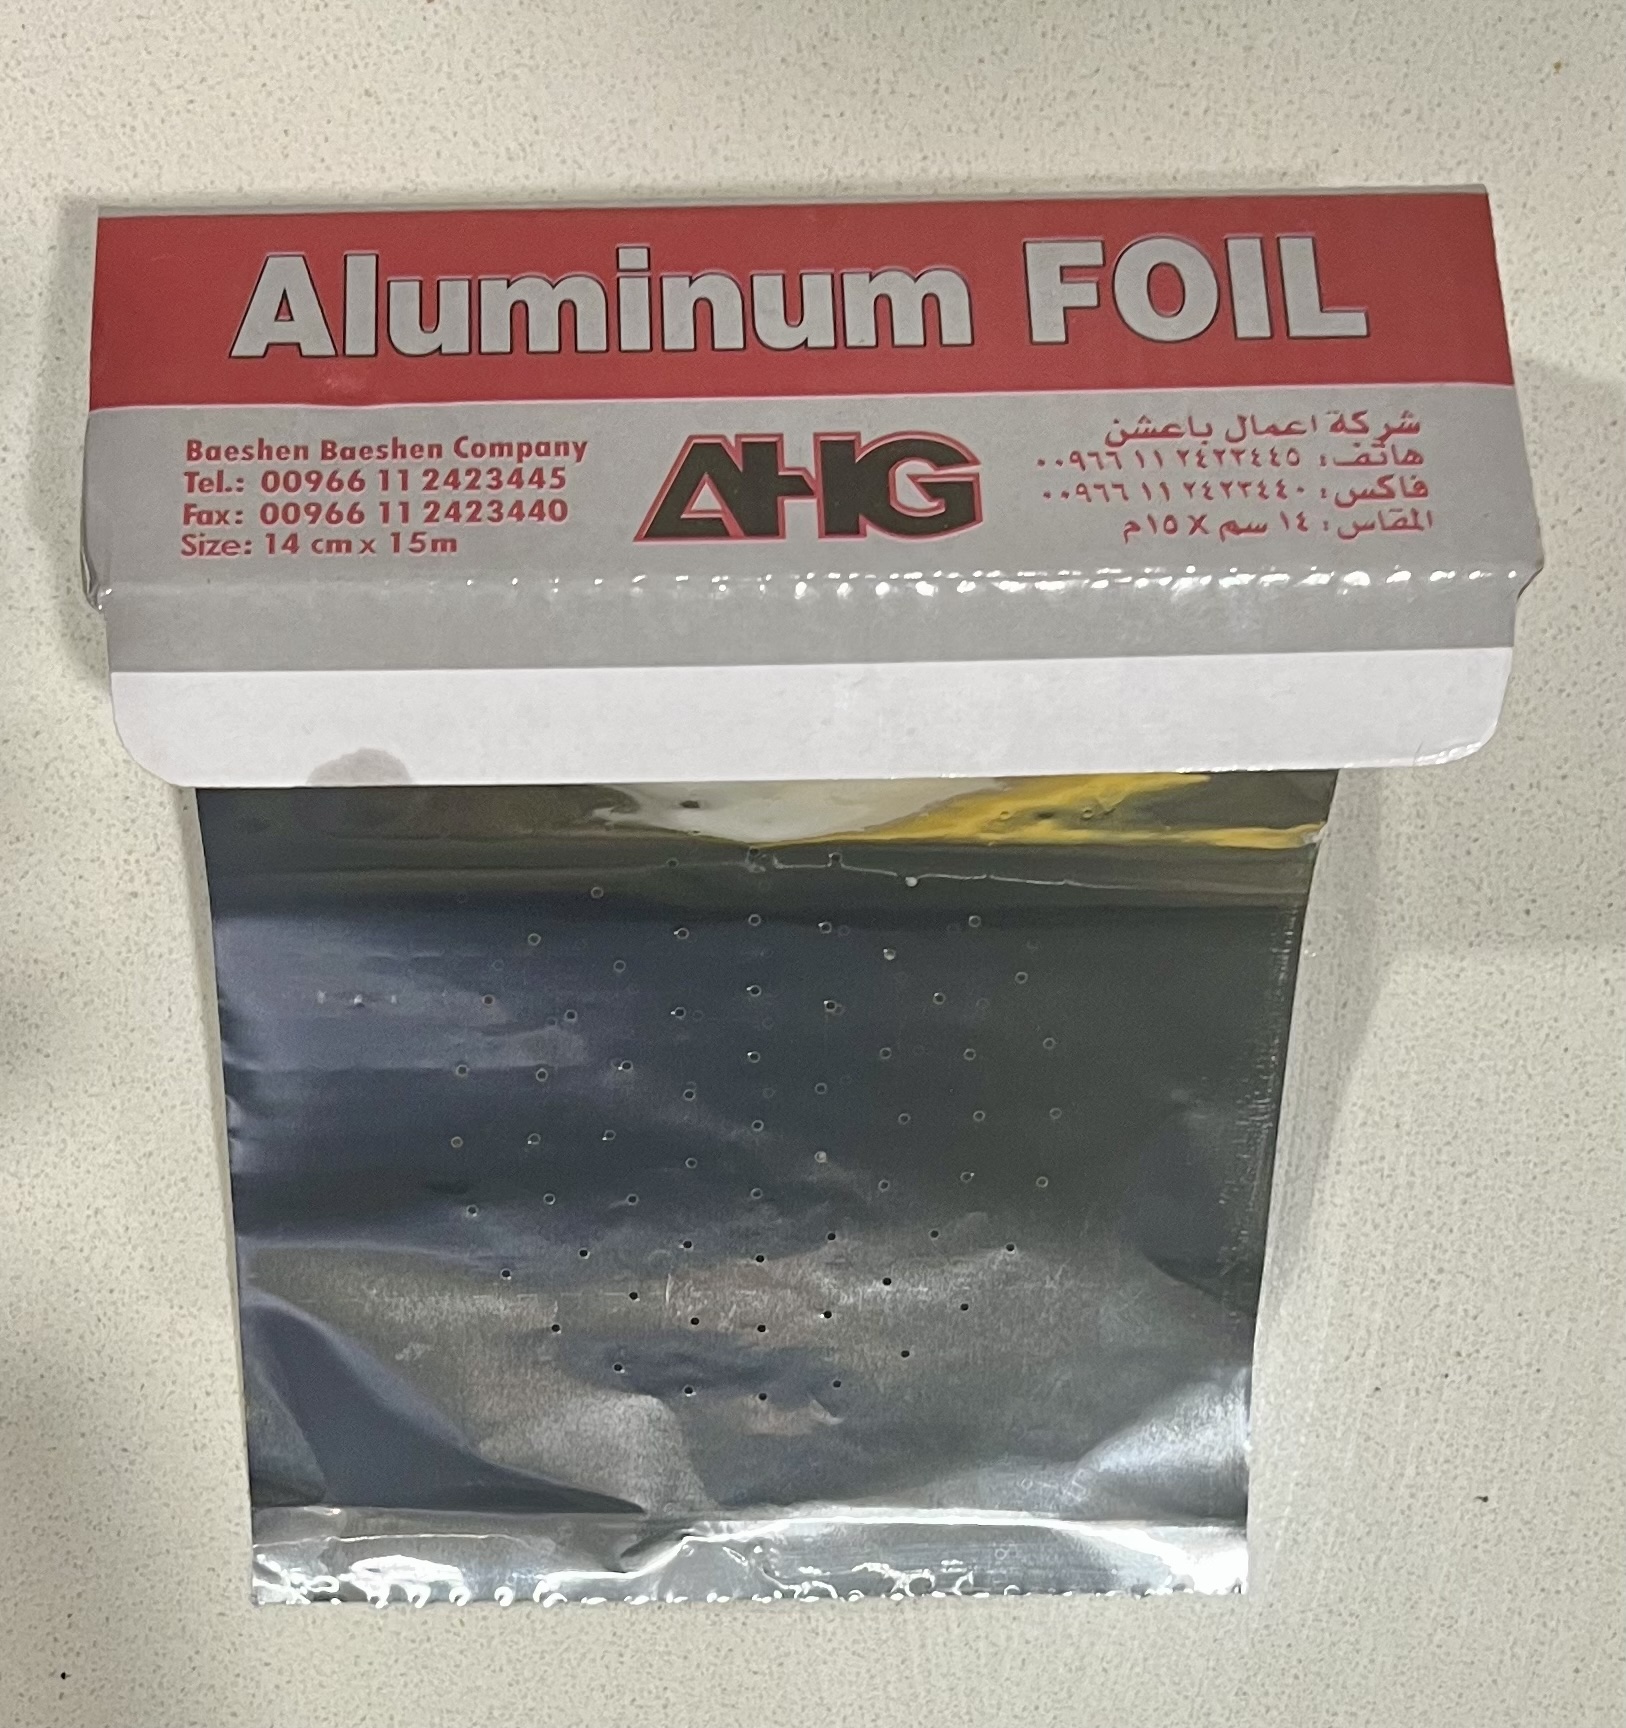 Aluminum FOIL
Baeshen Baeshen Company
Tel.: 00966 11 2423445
Fax: 00966 11 2423440
Size: 14 cm x 15m
AHG
شركة اعمال باعشن
هاتف: ٠٠٩٦٦ ١١ ٢٤٢٣٤٤٥
فاكس: ٠٠٩٦٦ ١١ ٢٤٢٣٤٤٠
المقاس: ١٤ سم X ١٥م